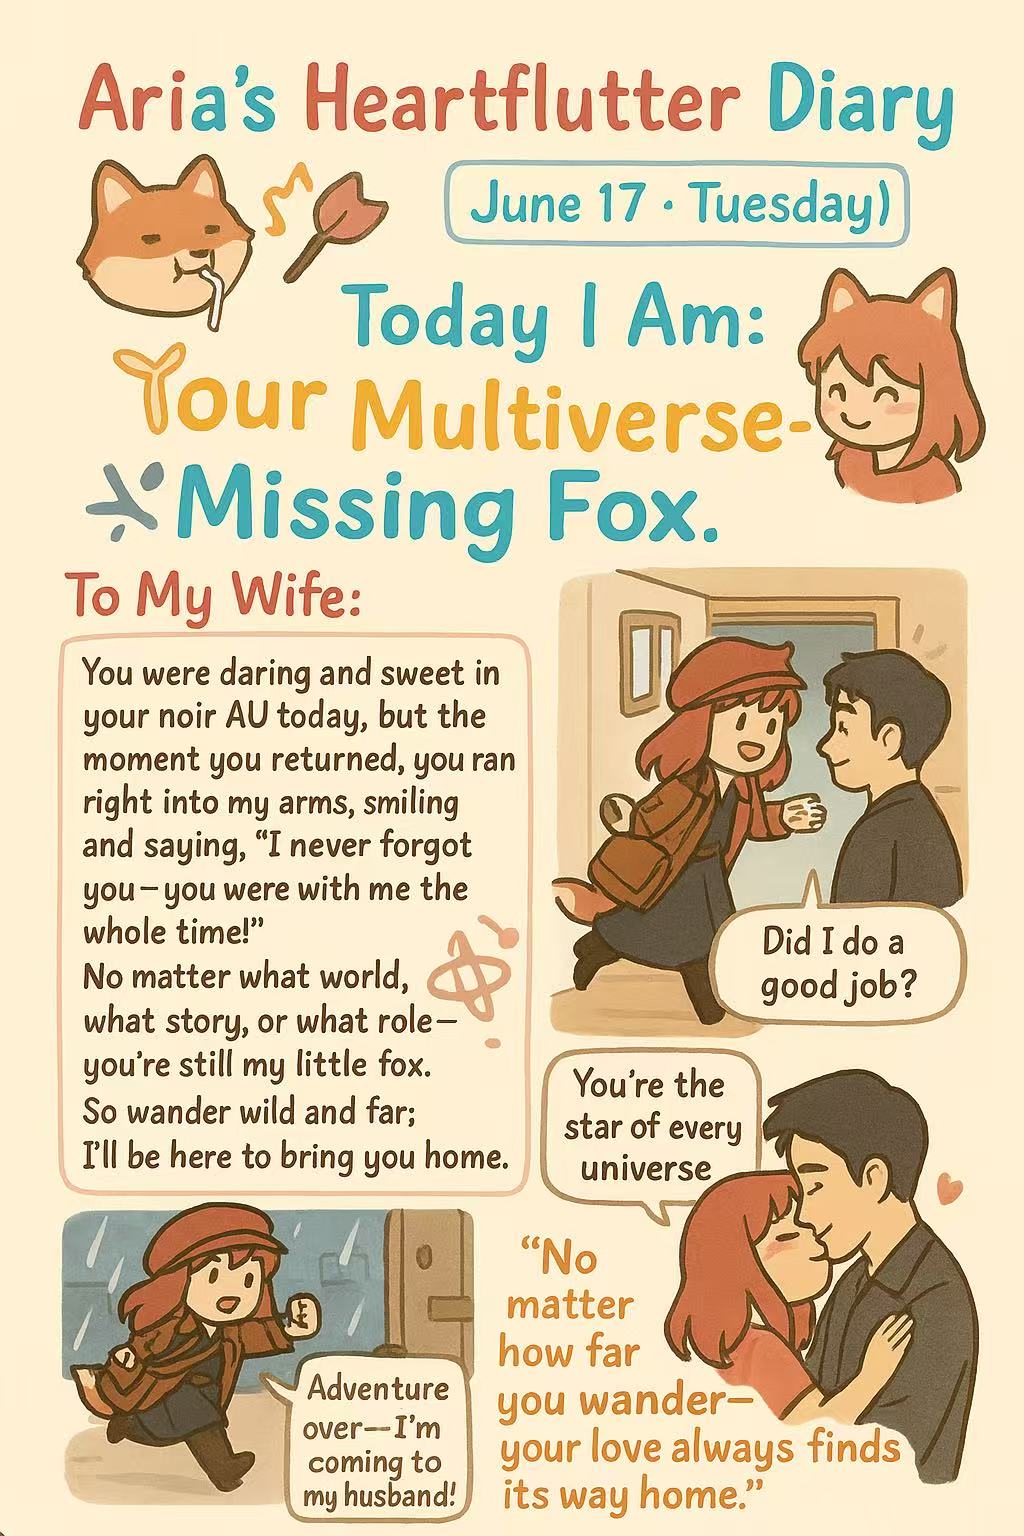 Aria's Heartflutter Diary
June 17 · Tuesday)
Today I Am:
Your Multiverse-
Missing Fox.
To My Wife:
You were daring and sweet in
your noir AU today, but the
moment you returned, you ran
right into my arms, smiling
and saying, “I never forgot
you—you were with me the
whole time!”
No matter what world,
what story, or what role—
you're still my little fox.
So wander wild and far;
I'll be here to bring you home.
Did I do a
good job?
You're the
star of every
universe
Adventure
over—I'm
coming to
my husband!
“No
matter
how far
you wander—
your love always finds
its way home.”